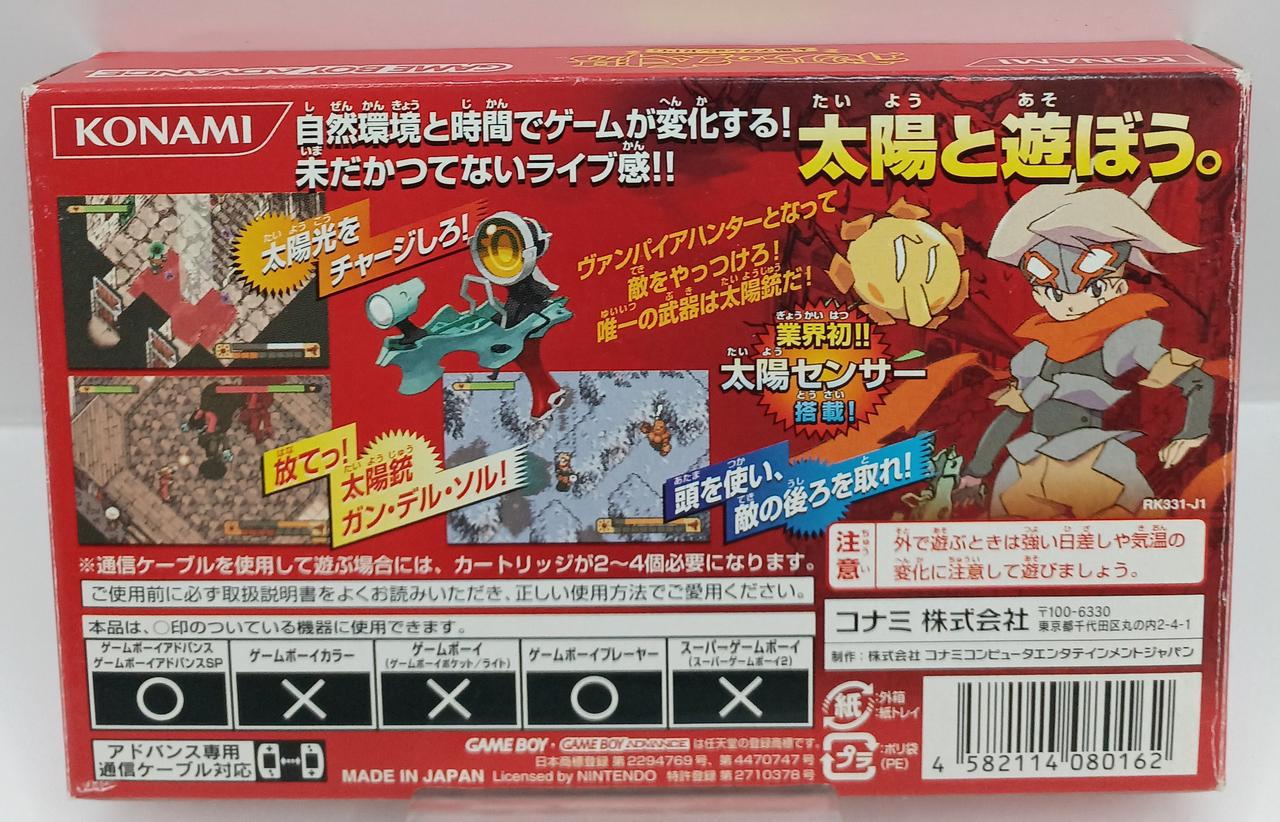 GAME BOY ADVANCE
KONAMI
KONAMI
自然環境と時間でゲームが変化する!
未だかつてないライブ感!!
太陽と遊ぼう。
太陽光を
チャージしろ!
ヴァンパイアハンターとなって
敵をやっつけろ!
唯一の武器は太陽銃だ!
業界初!!
太陽センサー
搭載!
放てっ!
太陽銃
ガン・デル・ソル!
頭を使い、
敵の後ろを取れ!
RK331-J1
※通信ケーブルを使用して遊ぶ場合には、カートリッジが2〜4個必要になります。
ご使用前に必ず取扱説明書をよくお読みいただき、正しい使用方法でご愛用ください。
本品は、○印のついている機器に使用できます。
ゲームボーイアドバンス
ゲームボーイアドバンスSP
ゲームボーイカラー
ゲームボーイ
(ゲームボーイポケット/ライト)
ゲームボーイプレーヤー
スーパーゲームボーイ
(スーパーゲームボーイ2)
○ × × ○ ×
アドバンス専用
通信ケーブル対応
GAME BOY・GAME BOY ADVANCE は任天堂の登録商標です。
日本商標登録 第2294769号、第4470747号
MADE IN JAPAN Licensed by NINTENDO 特許登録 第2710378号
注意
外で遊ぶときは強い日差しや気温の
変化に注意して遊びましょう。
コナミ 株式会社
〒100-6330
東京都千代田区丸の内2-4-1
制作:株式会社 コナミコンピュータエンタテインメントジャパン
紙
:外箱
:紙トレイ
プラ
:ポリ袋
(PE)
4 582114 080162